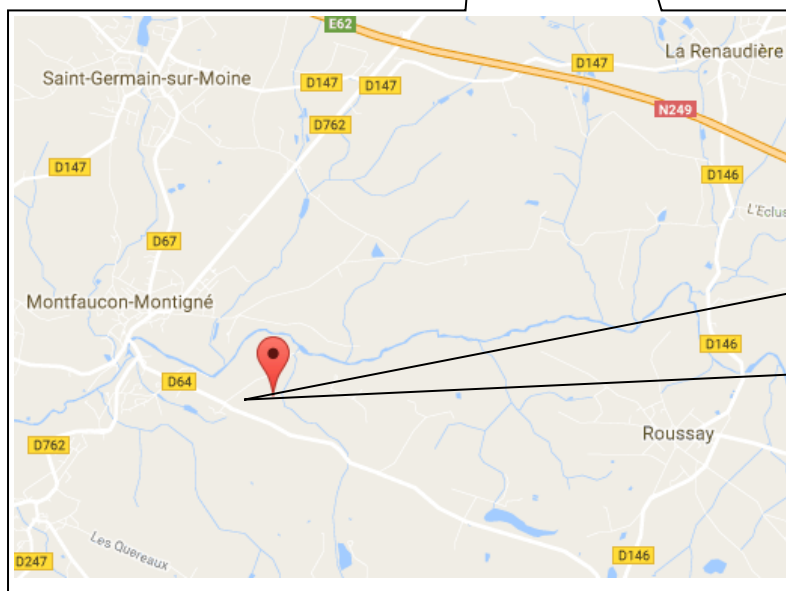 E62
La Renaudière
Saint-Germain-sur-Moine
D147
D147
D147
N249
D762
D147
D146
L'Eclus
D67
Montfaucon-Montigné
D146
D64
Roussay
D762
Les Quereaux
D146
D247